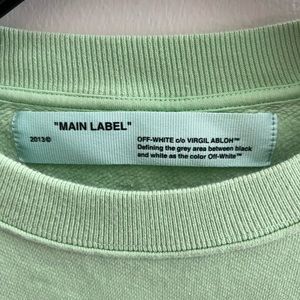 "MAIN LABEL"
2013©
OFF-WHITE c/o VIRGIL ABLOH™
Defining the grey area between black
and white as the color Off-White™